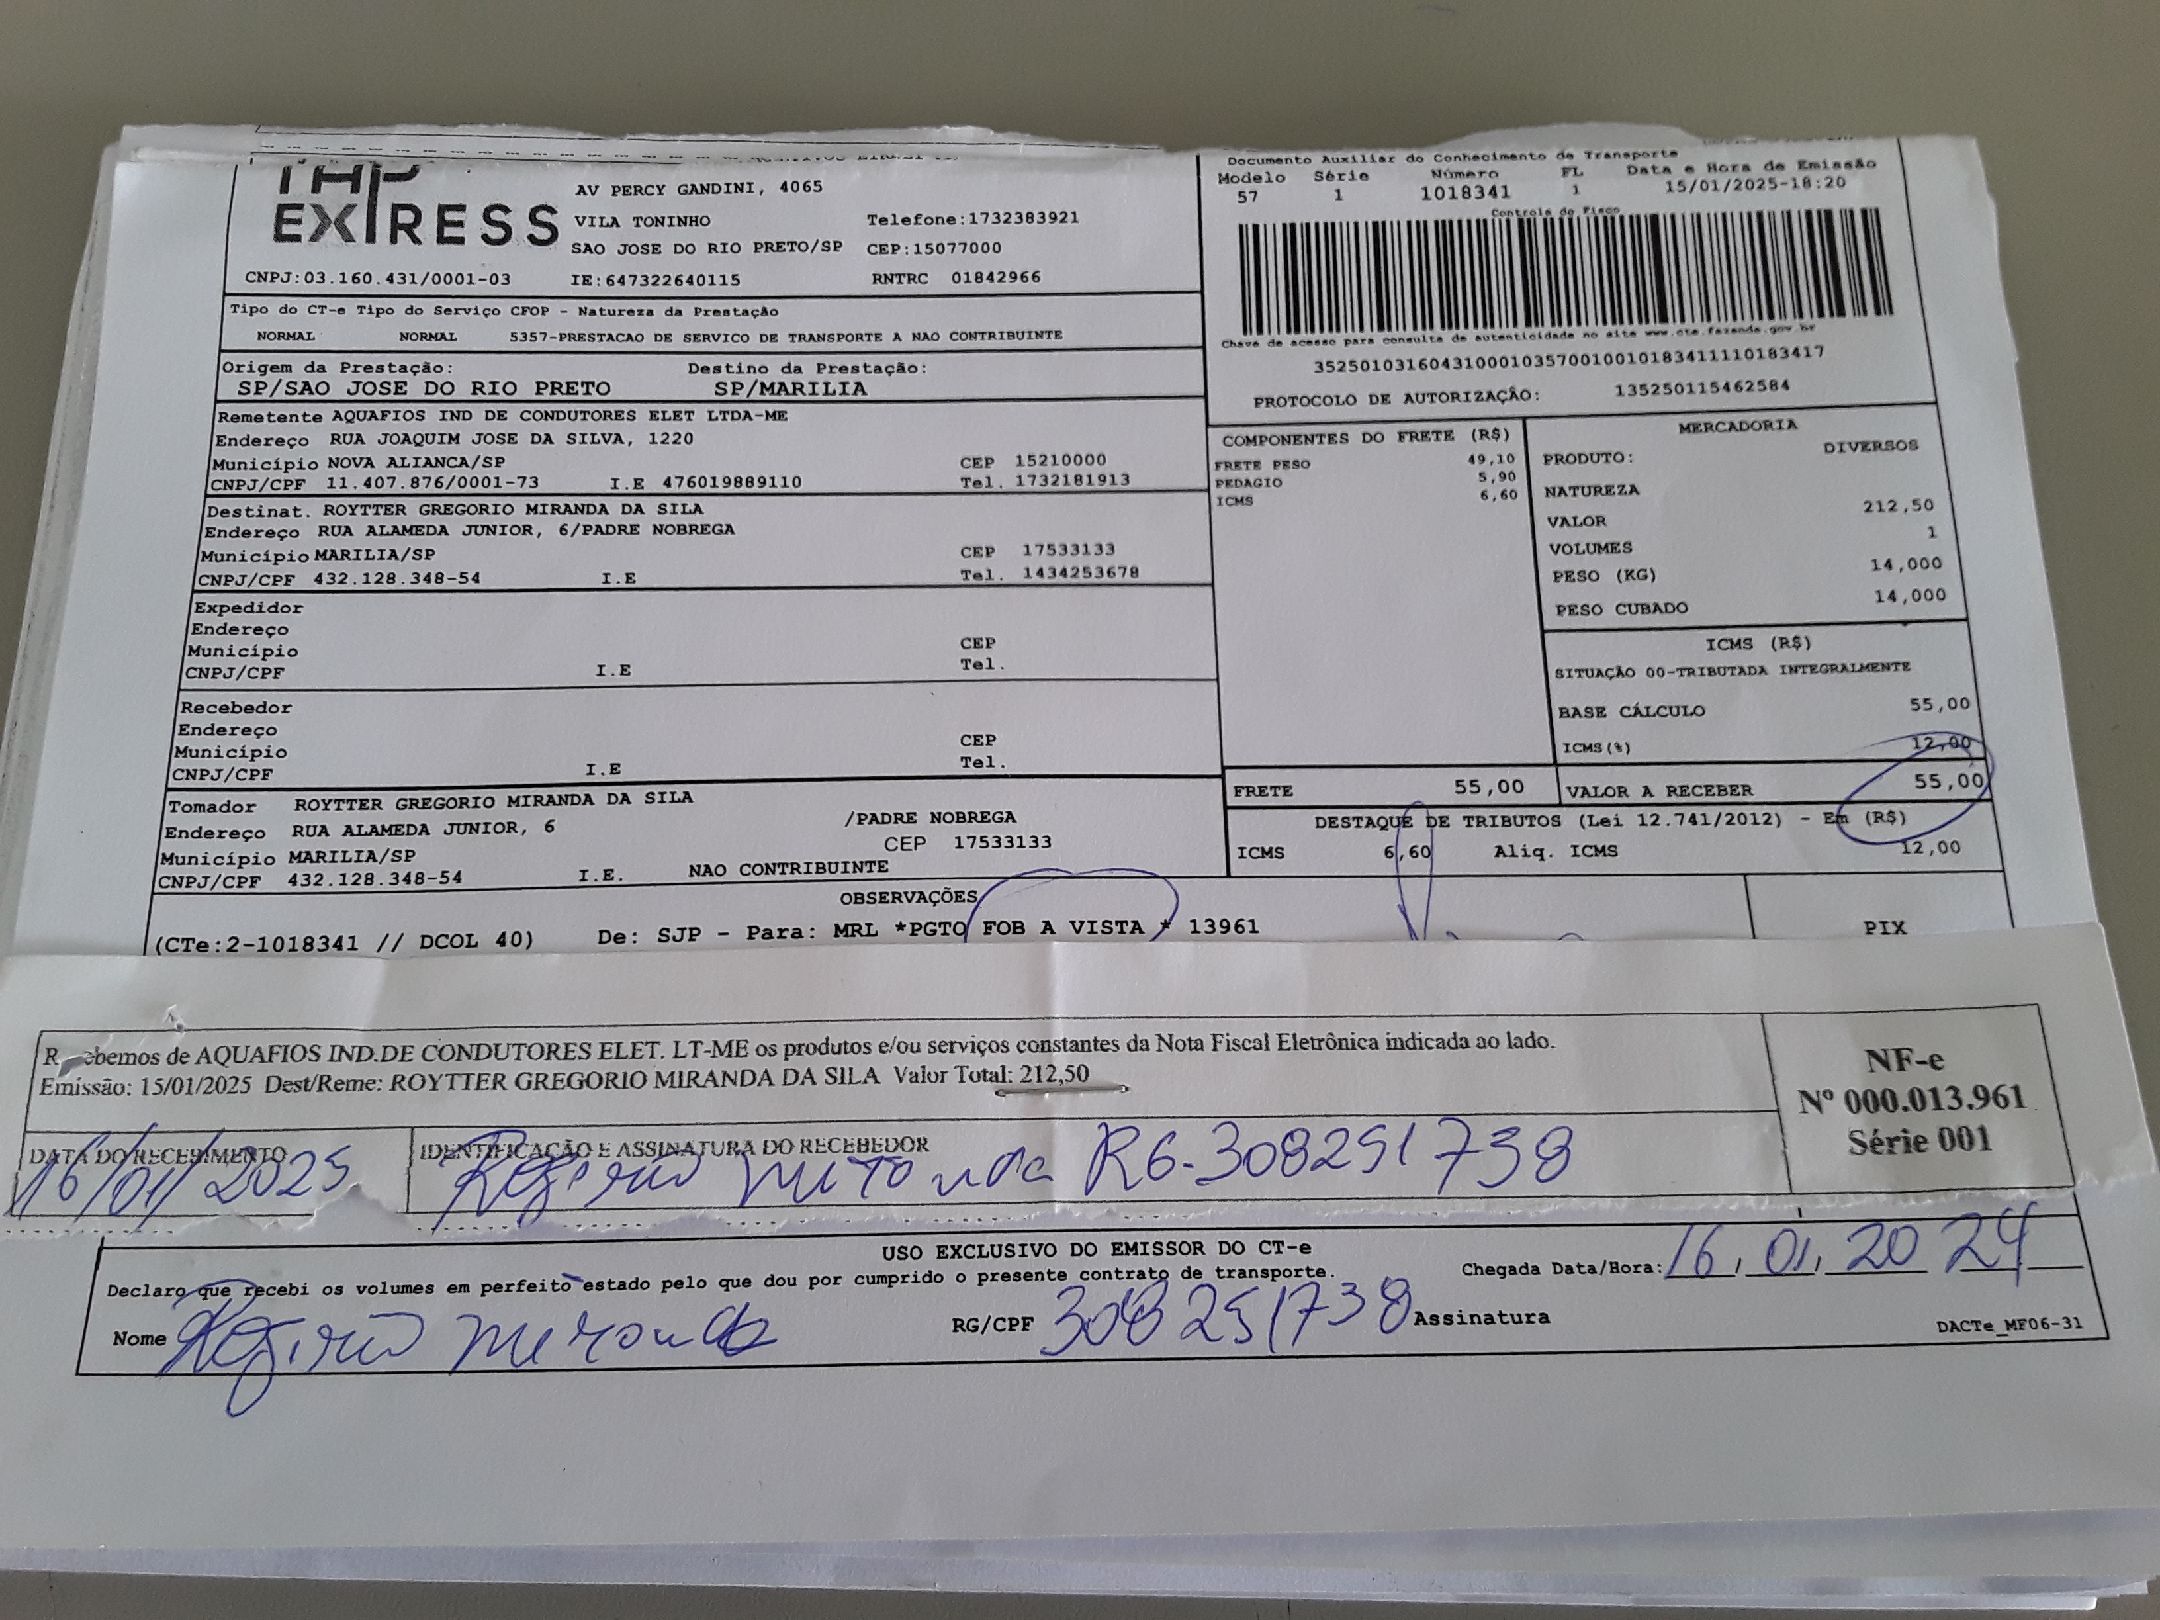 EXPRESS
AV PERCY GANDINI, 4065
VILA TONINHO Telefone:1732383921
SAO JOSE DO RIO PRETO/SP CEP:15077000
CNPJ:03.160.431/0001-03 IE:647322640115 RNTRC 01842966
Documento Auxiliar do Conhecimento de Transporte
Modelo Série Número FL Data e Hora de Emissão
57 1 1018341 1 15/01/2025-18:20
Controle do Fisco
Chave de acesso para consulta de autenticidade no site www.cte.fazenda.gov.br
35250103160431000103570010010183411110183417
PROTOCOLO DE AUTORIZAÇÃO: 135250115462584
Tipo do CT-e Tipo do Serviço CFOP - Natureza da Prestação
NORMAL NORMAL 5357-PRESTACAO DE SERVICO DE TRANSPORTE A NAO CONTRIBUINTE
Origem da Prestação: Destino da Prestação:
SP/SAO JOSE DO RIO PRETO SP/MARILIA
Remetente AQUAFIOS IND DE CONDUTORES ELET LTDA-ME
Endereço RUA JOAQUIM JOSE DA SILVA, 1220
Município NOVA ALIANCA/SP CEP 15210000
CNPJ/CPF 11.407.876/0001-73 I.E 476019889110 Tel. 1732181913
Destinat. ROYTTER GREGORIO MIRANDA DA SILA
Endereço RUA ALAMEDA JUNIOR, 6/PADRE NOBREGA
Município MARILIA/SP CEP 17533133
CNPJ/CPF 432.128.348-54 I.E Tel. 1434253678
Expedidor
Endereço
Município CEP
CNPJ/CPF I.E Tel.
Recebedor
Endereço
Município CEP
CNPJ/CPF I.E Tel.
Tomador ROYTTER GREGORIO MIRANDA DA SILA
Endereço RUA ALAMEDA JUNIOR, 6 /PADRE NOBREGA
Município MARILIA/SP CEP 17533133
CNPJ/CPF 432.128.348-54 I.E. NAO CONTRIBUINTE
COMPONENTES DO FRETE (R$)
FRETE PESO 49,10
PEDAGIO 5,90
ICMS 6,60
MERCADORIA
PRODUTO: DIVERSOS
NATUREZA
VALOR 212,50
VOLUMES 1
PESO (KG) 14,000
PESO CUBADO 14,000
ICMS (R$)
SITUAÇÃO 00-TRIBUTADA INTEGRALMENTE
BASE CÁLCULO 55,00
ICMS(%) 12,00
FRETE 55,00 VALOR A RECEBER 55,00
DESTAQUE DE TRIBUTOS (Lei 12.741/2012) - Em (R$)
ICMS 6,60 Aliq. ICMS 12,00
OBSERVAÇÕES
(CTe:2-1018341 // DCOL 40) De: SJP - Para: MRL *PGTO FOB A VISTA * 13961
PIX
R ebemos de AQUAFIOS IND.DE CONDUTORES ELET. LT-ME os produtos e/ou serviços constantes da Nota Fiscal Eletrônica indicada ao lado.
Emissão: 15/01/2025 Dest/Reme: ROYTTER GREGORIO MIRANDA DA SILA Valor Total: 212,50
NF-e
Nº 000.013.961
Série 001
DATA DO RECEBIMENTO IDENTIFICAÇÃO E ASSINATURA DO RECEBEDOR
16/01/2025 RG-308251738
USO EXCLUSIVO DO EMISSOR DO CT-e
Declaro que recebi os volumes em perfeito estado pelo que dou por cumprido o presente contrato de transporte. Chegada Data/Hora: 16,01,20 24
Nome Rogério Miranda RG/CPF 308251738 Assinatura
DACTe_MF06-31